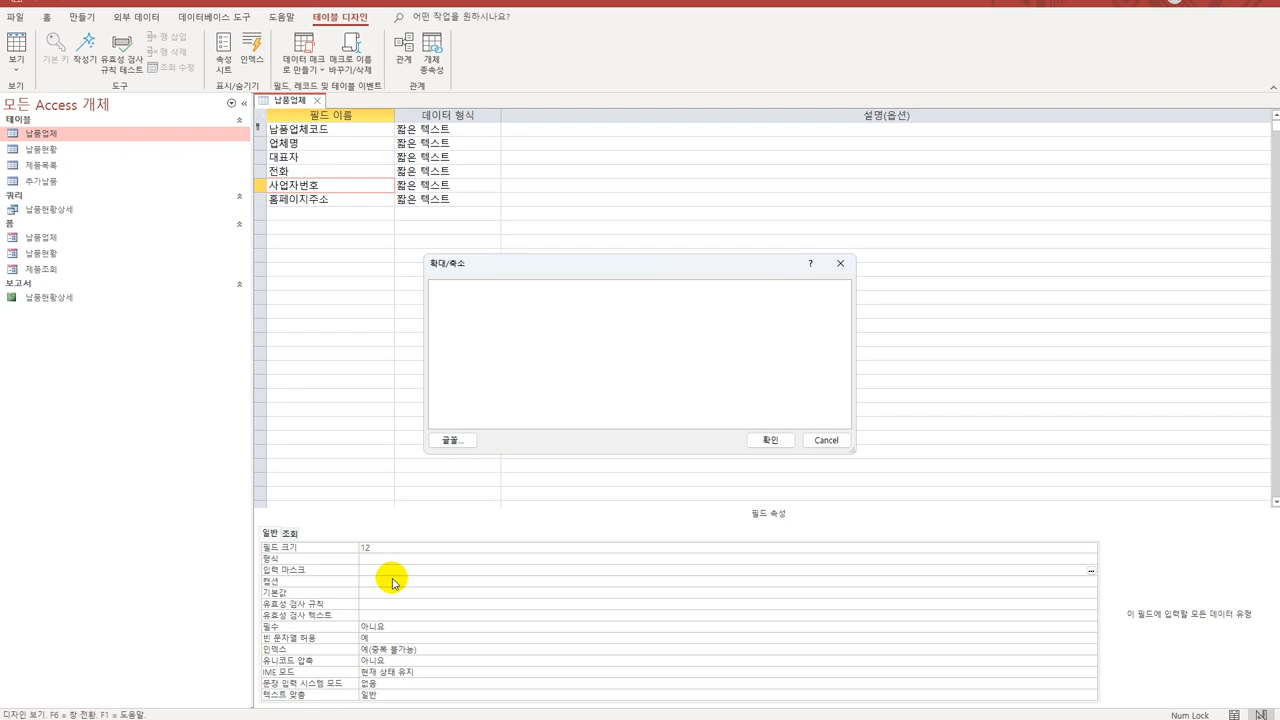 파일 홈 만들기 외부 데이터 데이터베이스 도구 도움말 테이블 디자인 어떤 작업을 원하시나요?
보기
기본 키
작성기
유효성 검사
규칙 테스트
행 삽입
행 삭제
조회 수정
속성
시트
인덱스
데이터 매크
로 만들기
매크로 이름
바꾸기/삭제
관계
개체
종속성
보기 도구 표시/숨기기 필드, 레코드 및 테이블 이벤트 관계
모든 Access 개체
테이블
납품업체
납품현황
제품목록
추가납품
쿼리
납품현황상세
폼
납품업체
납품현황
제품조회
보고서
납품현황상세
납품업체
필드 이름 데이터 형식 설명(옵션)
납품업체코드 짧은 텍스트
업체명 짧은 텍스트
대표자 짧은 텍스트
전화 짧은 텍스트
사업자번호 짧은 텍스트
홈페이지주소 짧은 텍스트
확대/축소 ?
글꼴... 확인 Cancel
필드 속성
일반 조회
필드 크기 12
형식
입력 마스크
캡션
기본값
유효성 검사 규칙
유효성 검사 텍스트
필수 아니요
빈 문자열 허용 예
인덱스 예(중복 불가능)
유니코드 압축 아니요
IME 모드 현재 상태 유지
문장 입력 시스템 모드 없음
텍스트 맞춤 일반
이 필드에 입력할 모든 데이터 유형
디자인 보기. F6 = 창 전환. F1 = 도움말. Num Lock